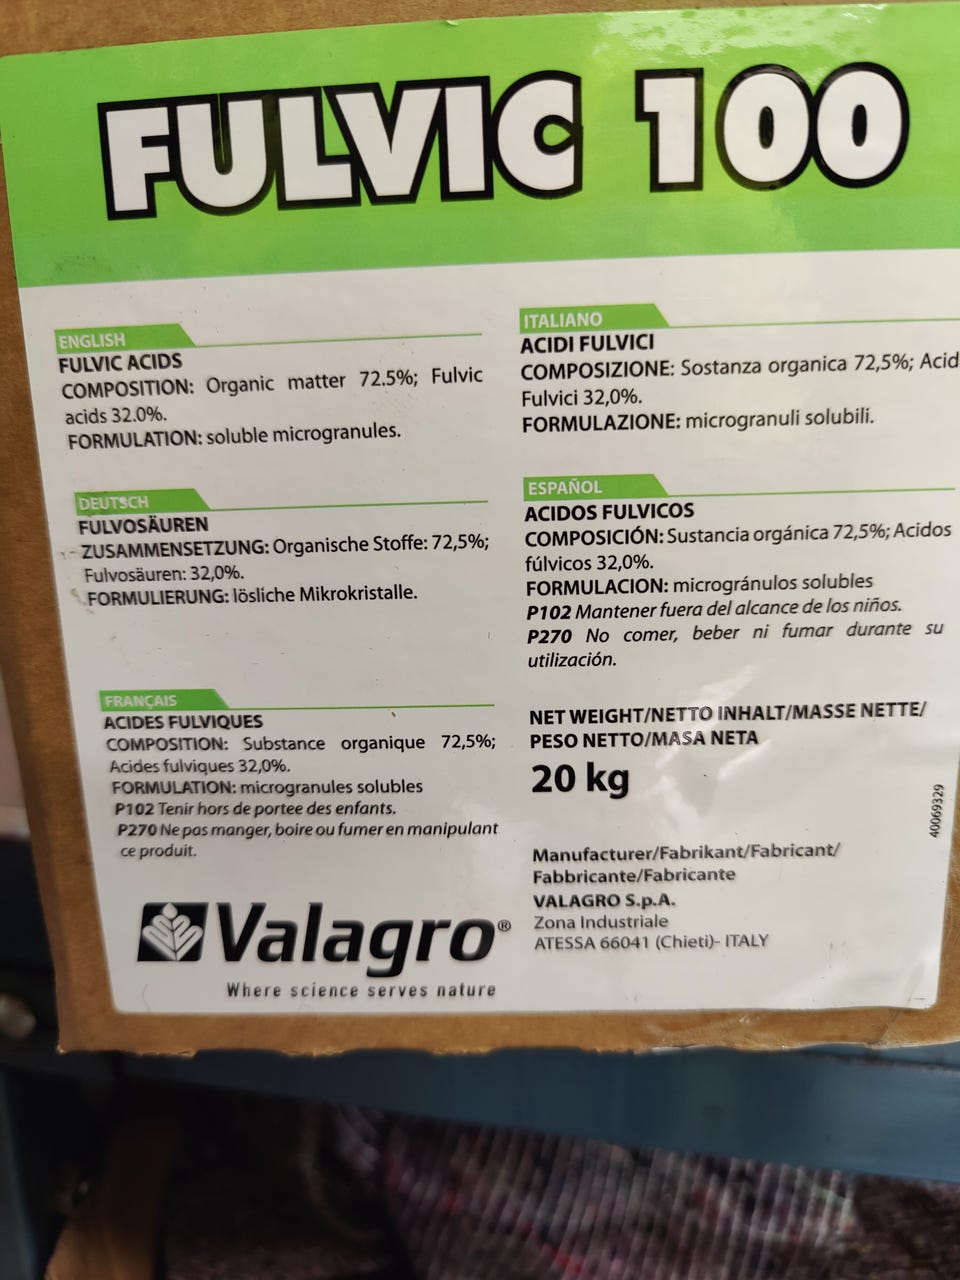 FULVIC 100
ENGLISH
FULVIC ACIDS
COMPOSITION: Organic matter 72.5%; Fulvic
acids 32.0%.
FORMULATION: soluble microgranules.
DEUTSCH
FULVOSÄUREN
ZUSAMMENSETZUNG: Organische Stoffe: 72,5%;
Fulvosäuren: 32,0%.
FORMULIERUNG: lösliche Mikrokristalle.
FRANÇAIS
ACIDES FULVIQUES
COMPOSITION: Substance organique 72,5%;
Acides fulviques 32,0%.
FORMULATION: microgranules solubles
P102 Tenir hors de portee des enfants.
P270 Ne pas manger, boire ou fumer en manipulant
ce produit.
Valagro®
Where science serves nature
ITALIANO
ACIDI FULVICI
COMPOSIZIONE: Sostanza organica 72,5%; Acid
Fulvici 32,0%.
FORMULAZIONE: microgranuli solubili.
ESPAÑOL
ACIDOS FULVICOS
COMPOSICIÓN: Sustancia orgánica 72,5%; Acidos
fúlvicos 32,0%.
FORMULACION: microgránulos solubles
P102 Mantener fuera del alcance de los niños.
P270 No comer, beber ni fumar durante su
utilización.
NET WEIGHT/NETTO INHALT/MASSE NETTE/
PESO NETTO/MASA NETA
20 kg
Manufacturer/Fabrikant/Fabricant/
Fabbricante/Fabricante
VALAGRO S.p.A.
Zona Industriale
ATESSA 66041 (Chieti)- ITALY
40069329